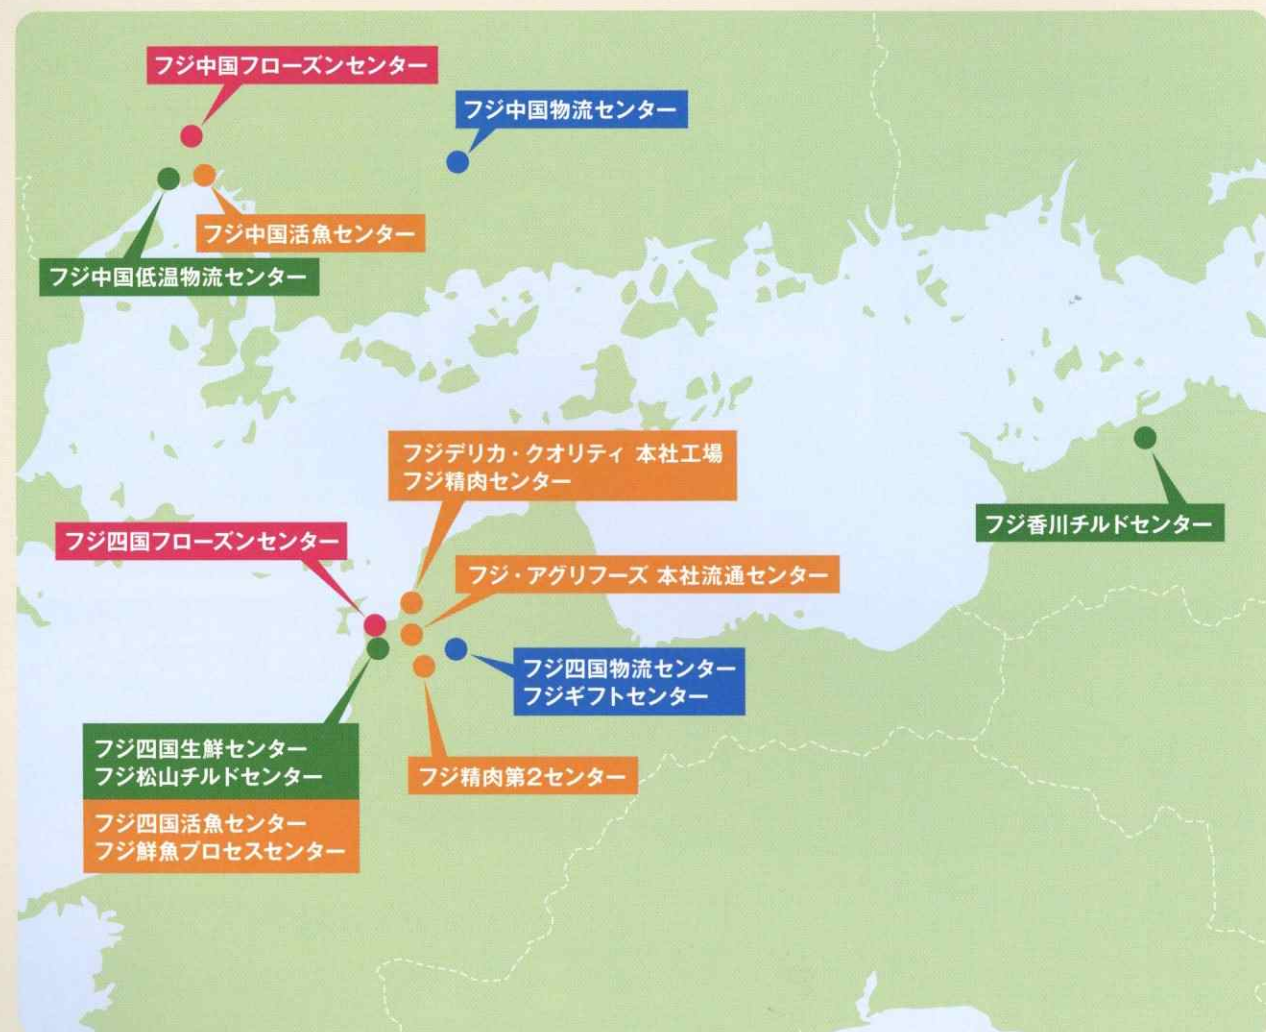 フジ中国フローズンセンター
フジ中国物流センター
フジ中国活魚センター
フジ中国低温物流センター
フジデリカ・クオリティ 本社工場
フジ精肉センター
フジ香川チルドセンター
フジ四国フローズンセンター
フジ・アグリフーズ 本社流通センター
フジ四国物流センター
フジギフトセンター
フジ四国生鮮センター
フジ松山チルドセンター
フジ精肉第2センター
フジ四国活魚センター
フジ鮮魚プロセスセンター